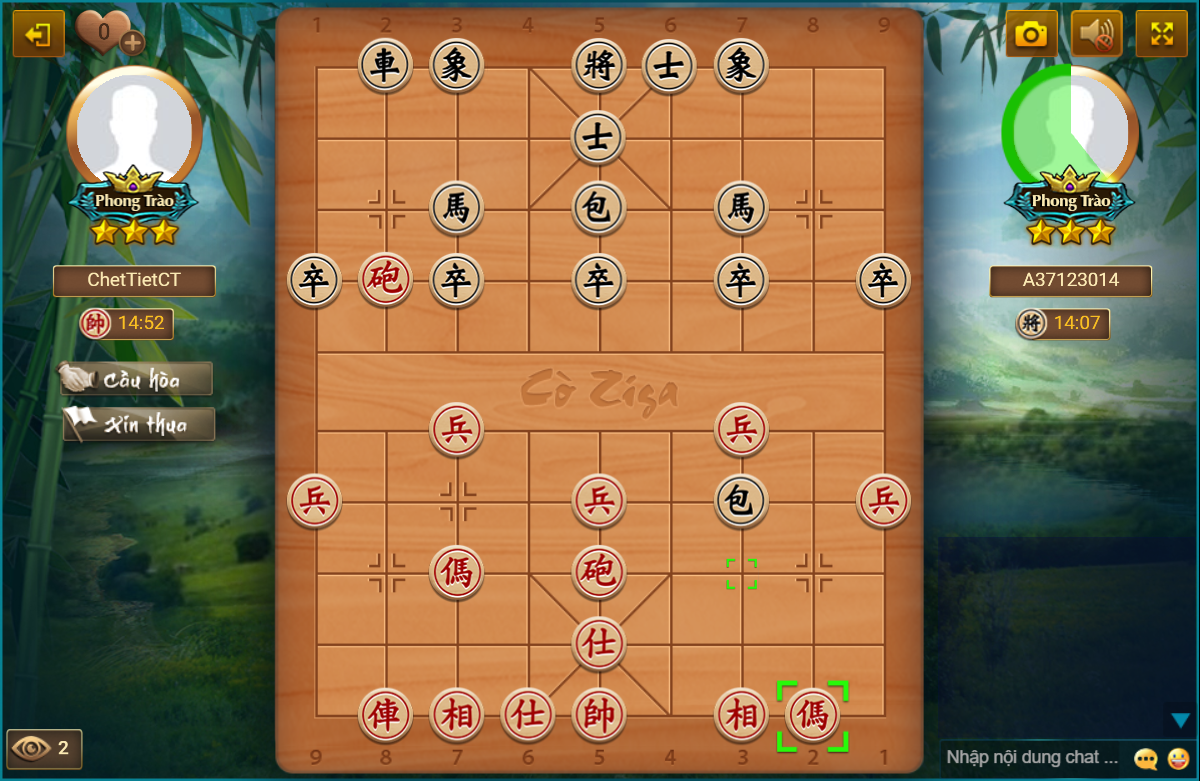 0
1 2 3 4 5 6 7 8 9
車 象 將 士 象
士
馬 包 馬
卒 砲 卒 卒 卒 卒
Cờ Ziga
兵 兵
兵 兵 包 兵
傌 砲
仕
俥 相 仕 帥 相 傌
9 8 7 6 5 4 3 2 1
Phong Trào
ChetTietCT
帥 14:52
Cầu hòa
Xin thua
2
Phong Trào
A37123014
將 14:07
Nhập nội dung chat ...